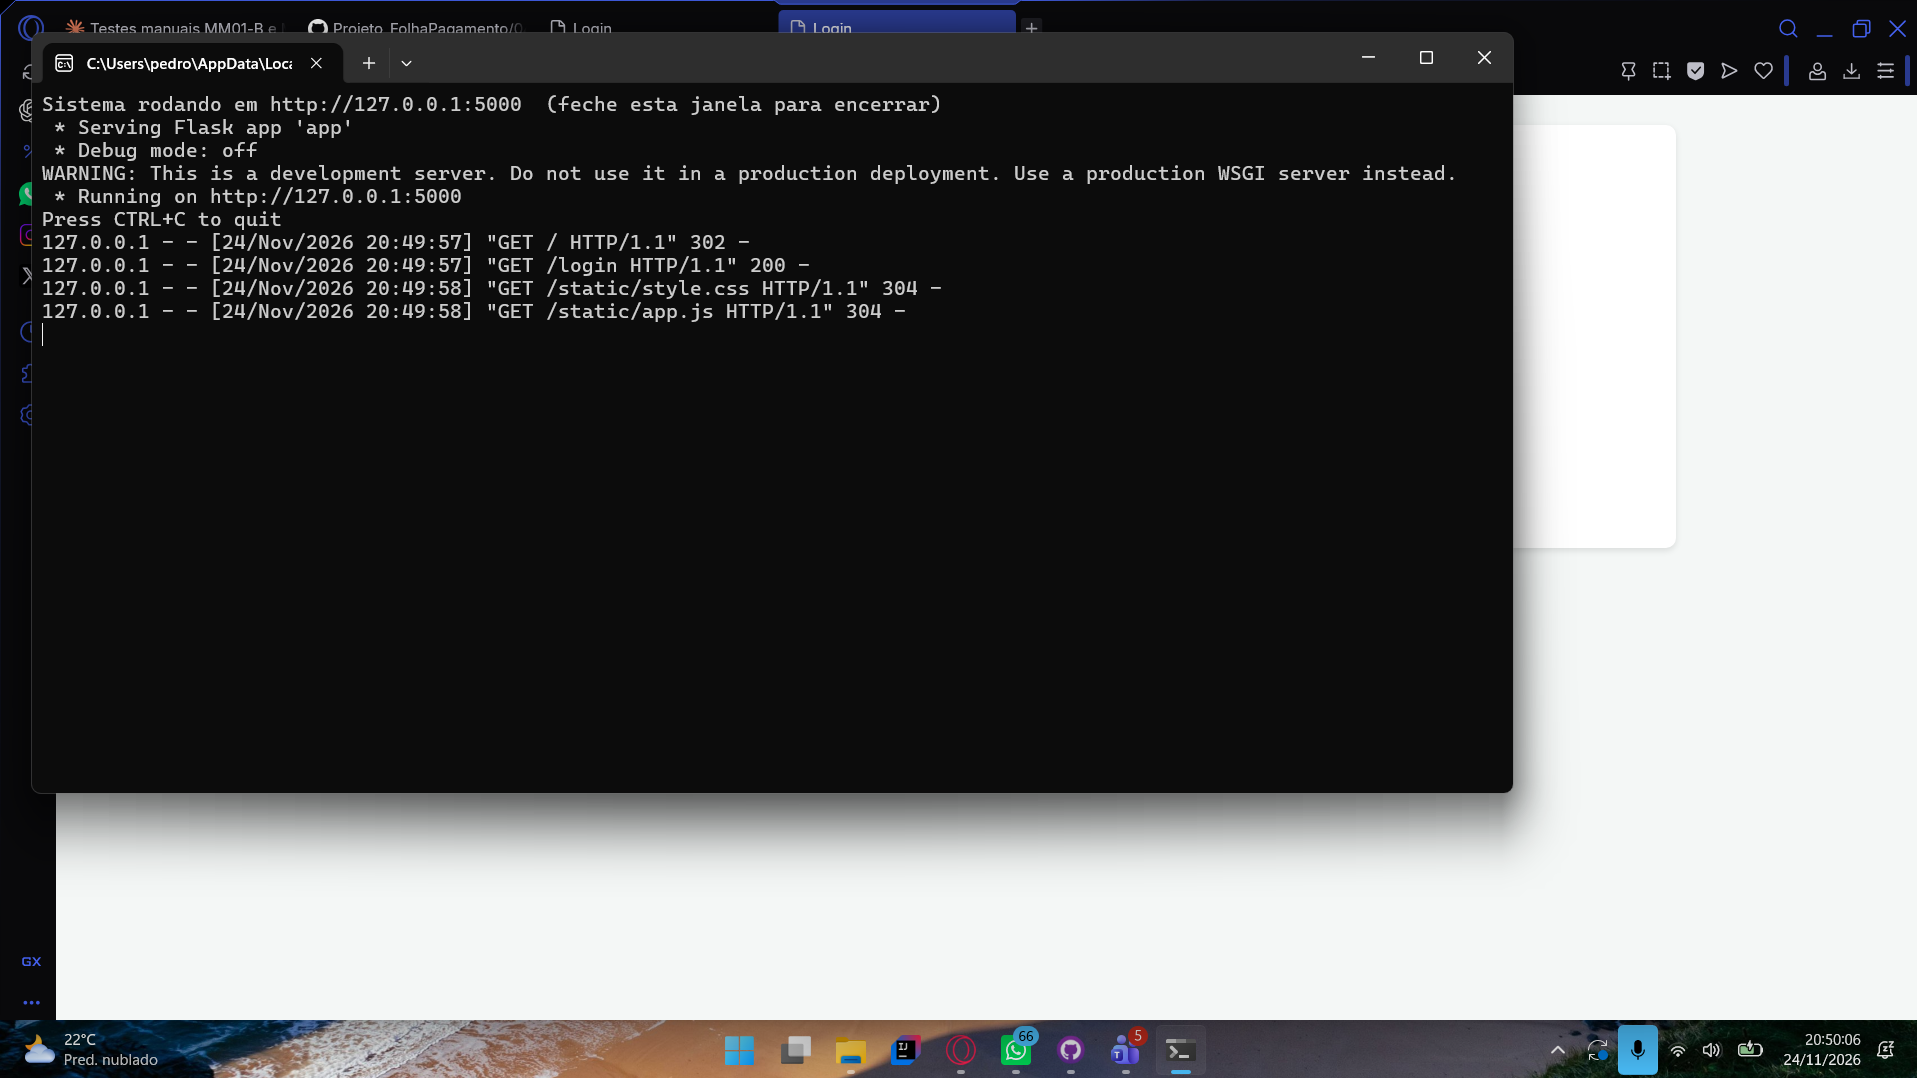 Testes manuais MM01-B e
Projeto_FolhaPagamento/0
Login
Login
C:\Users\pedro\AppData\Loca
Sistema rodando em http://127.0.0.1:5000  (feche esta janela para encerrar)
 * Serving Flask app 'app'
 * Debug mode: off
WARNING: This is a development server. Do not use it in a production deployment. Use a production WSGI server instead.
 * Running on http://127.0.0.1:5000
Press CTRL+C to quit
127.0.0.1 - - [24/Nov/2026 20:49:57] "GET / HTTP/1.1" 302 -
127.0.0.1 - - [24/Nov/2026 20:49:57] "GET /login HTTP/1.1" 200 -
127.0.0.1 - - [24/Nov/2026 20:49:58] "GET /static/style.css HTTP/1.1" 304 -
127.0.0.1 - - [24/Nov/2026 20:49:58] "GET /static/app.js HTTP/1.1" 304 -
GX
22°C
Pred. nublado
66
5
20:50:06
24/11/2026